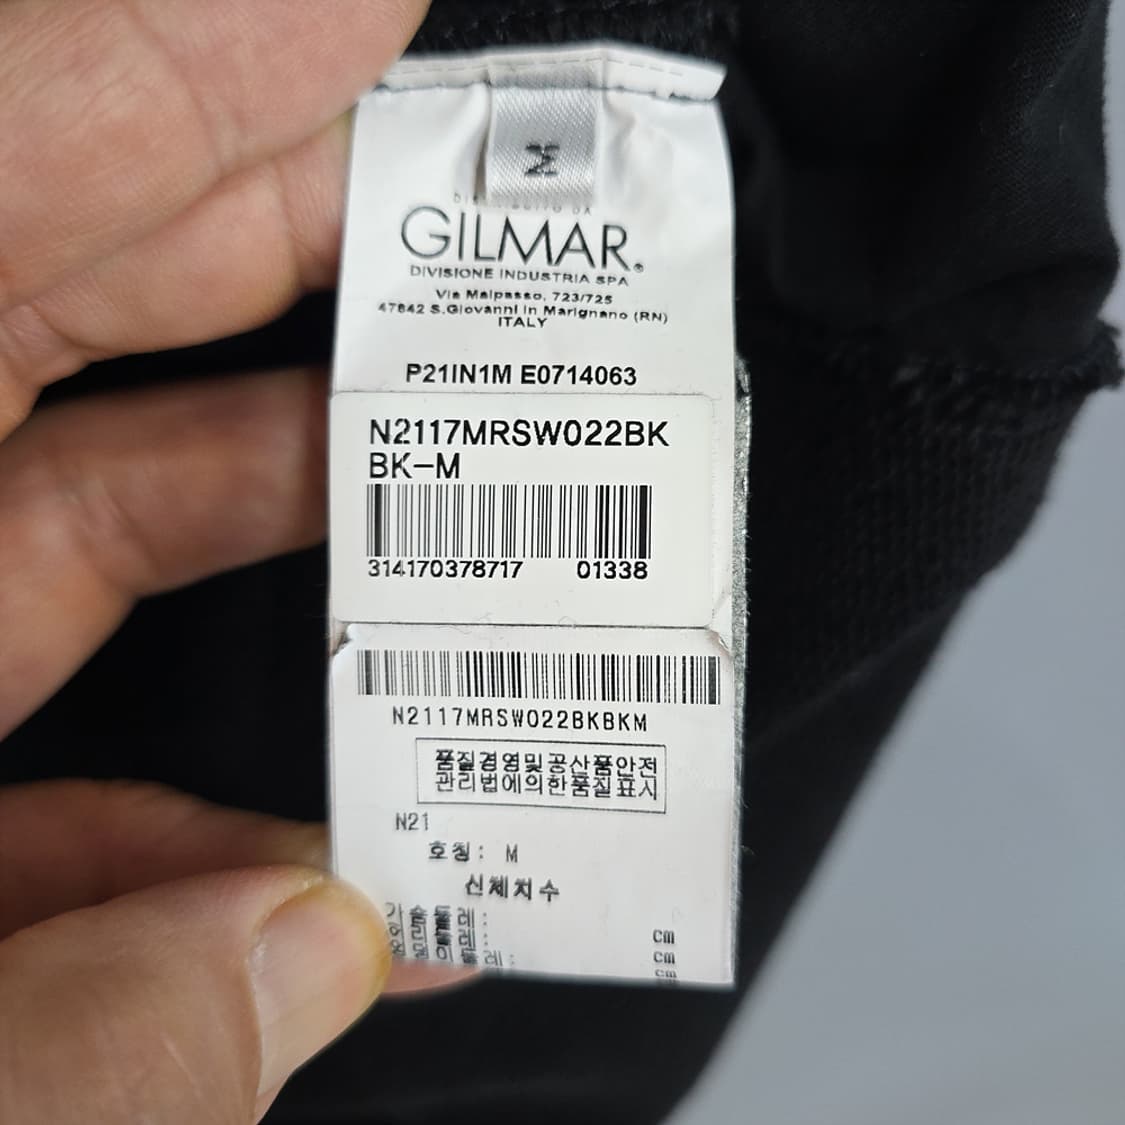 M
DISTRIBUITO DA
GILMAR®
DIVISIONE INDUSTRIA SPA
Via Malpasso, 723/725
47842 S.Giovanni in Marignano (RN)
ITALY
P21IN1M E0714063
N2117MRSW022BK
BK-M
314170378717 01338
N2117MRSW022BKBKM
품질경영및공산품안전
관리법에의한품질표시
N21
호칭: M
신체치수
cm
cm
cm